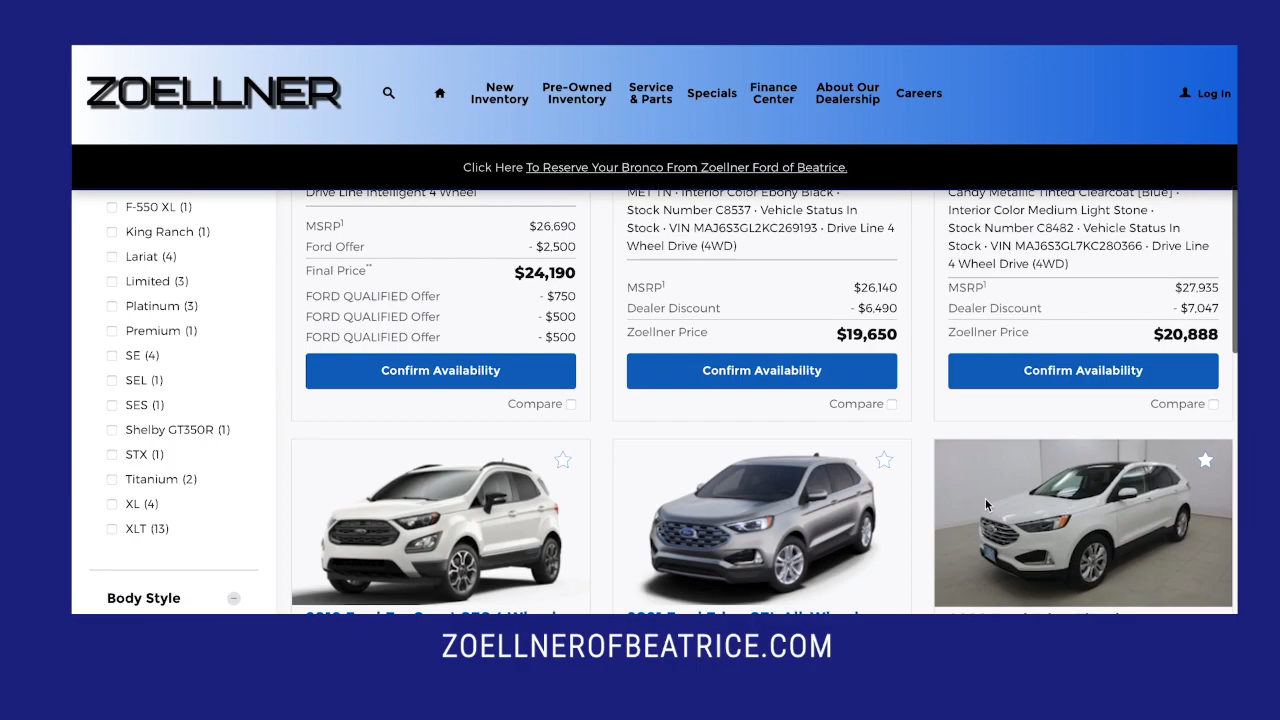 ZOELLNER
New
Inventory
Pre-Owned
Inventory
Service
& Parts
Specials
Finance
Center
About Our
Dealership
Careers
Log In
Click Here To Reserve Your Bronco From Zoellner Ford of Beatrice.
F-550 XL (1)
King Ranch (1)
Lariat (4)
Limited (3)
Platinum (3)
Premium (1)
SE (4)
SEL (1)
SES (1)
Shelby GT350R (1)
STX (1)
Titanium (2)
XL (4)
XLT (13)
Body Style
Drive Line Intelligent 4 Wheel
MSRP1 $26,690
Ford Offer - $2,500
Final Price** $24,190
FORD QUALIFIED Offer - $750
FORD QUALIFIED Offer - $500
FORD QUALIFIED Offer - $500
Confirm Availability
Compare
MET TN · Interior Color Ebony Black ·
Stock Number C8537 · Vehicle Status In
Stock · VIN MAJ6S3GL2KC269193 · Drive Line 4
Wheel Drive (4WD)
MSRP1 $26,140
Dealer Discount - $6,490
Zoellner Price $19,650
Confirm Availability
Compare
Candy Metallic Tinted Clearcoat [Blue] ·
Interior Color Medium Light Stone ·
Stock Number C8482 · Vehicle Status In
Stock · VIN MAJ6S3GL7KC280366 · Drive Line
4 Wheel Drive (4WD)
MSRP1 $27,935
Dealer Discount - $7,047
Zoellner Price $20,888
Confirm Availability
Compare
ZOELLNEROFBEATRICE.COM